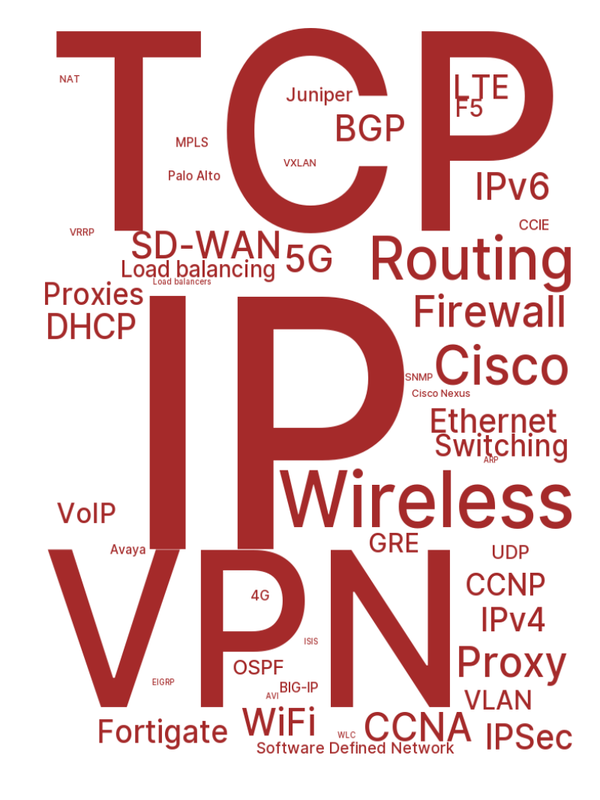 TCP
NAT
Juniper
LTE
F5
BGP
MPLS
VXLAN
Palo Alto
IPv6
CCIE
VRRP
SD-WAN
5G
Routing
Load balancing
Load balancers
Proxies
DHCP
Firewall
IP
Cisco
SNMP
Cisco Nexus
Ethernet
Switching
ARP
Wireless
VoIP
GRE
Avaya
UDP
VPN
CCNP
4G
IPv4
ISIS
OSPF
Proxy
EIGRP
BIG-IP
AVI
VLAN
WiFi
CCNA
Fortigate
WLC
IPSec
Software Defined Network